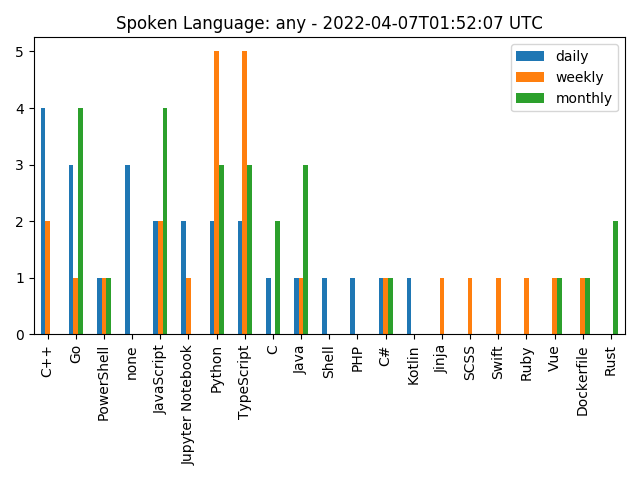 Spoken Language: any - 2022-04-07T01:52:07 UTC
daily
weekly
monthly
5
4
3
2
1
0
C++
Go
PowerShell
none
JavaScript
Jupyter Notebook
Python
TypeScript
C
Java
Shell
PHP
C#
Kotlin
Jinja
SCSS
Swift
Ruby
Vue
Dockerfile
Rust